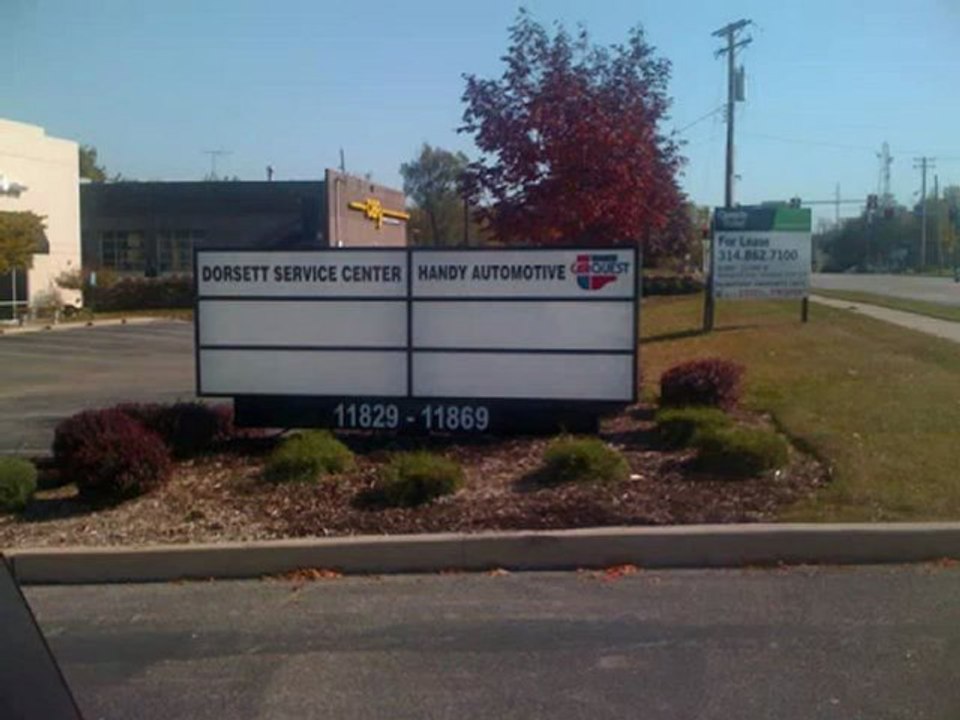 DORSETT SERVICE CENTER
HANDY AUTOMOTIVE CARQUEST
11829 - 11869
For Lease
314.862.7100